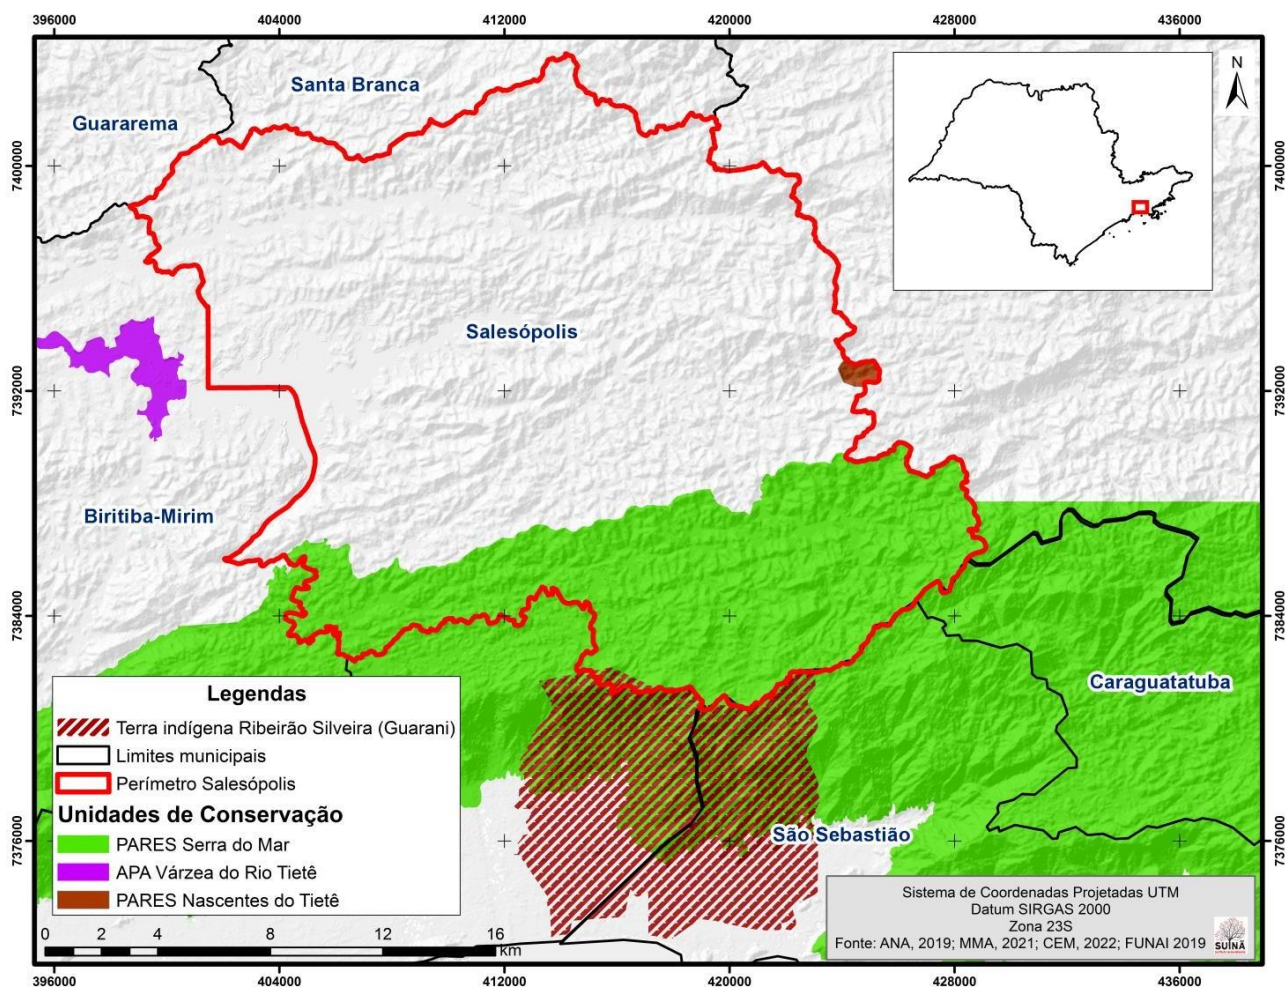 396000
404000
412000
420000
428000
436000
Santa Branca
Guararema
N
7400000
7400000
Salesópolis
7392000
7392000
Biritiba-Mirim
7384000
7384000
Caraguatatuba
Legendas
Terra indígena Ribeirão Silveira (Guarani)
Limites municipais
Perímetro Salesópolis
Unidades de Conservação
PARES Serra do Mar
APA Várzea do Rio Tietê
PARES Nascentes do Tietê
São Sebastião
7376000
7376000
0 2 4 8 12 16
km
Sistema de Coordenadas Projetadas UTM
Datum SIRGAS 2000
Zona 23S
Fonte: ANA, 2019; MMA, 2021; CEM, 2022; FUNAI 2019
SUINÃ
396000
404000
412000
420000
428000
436000